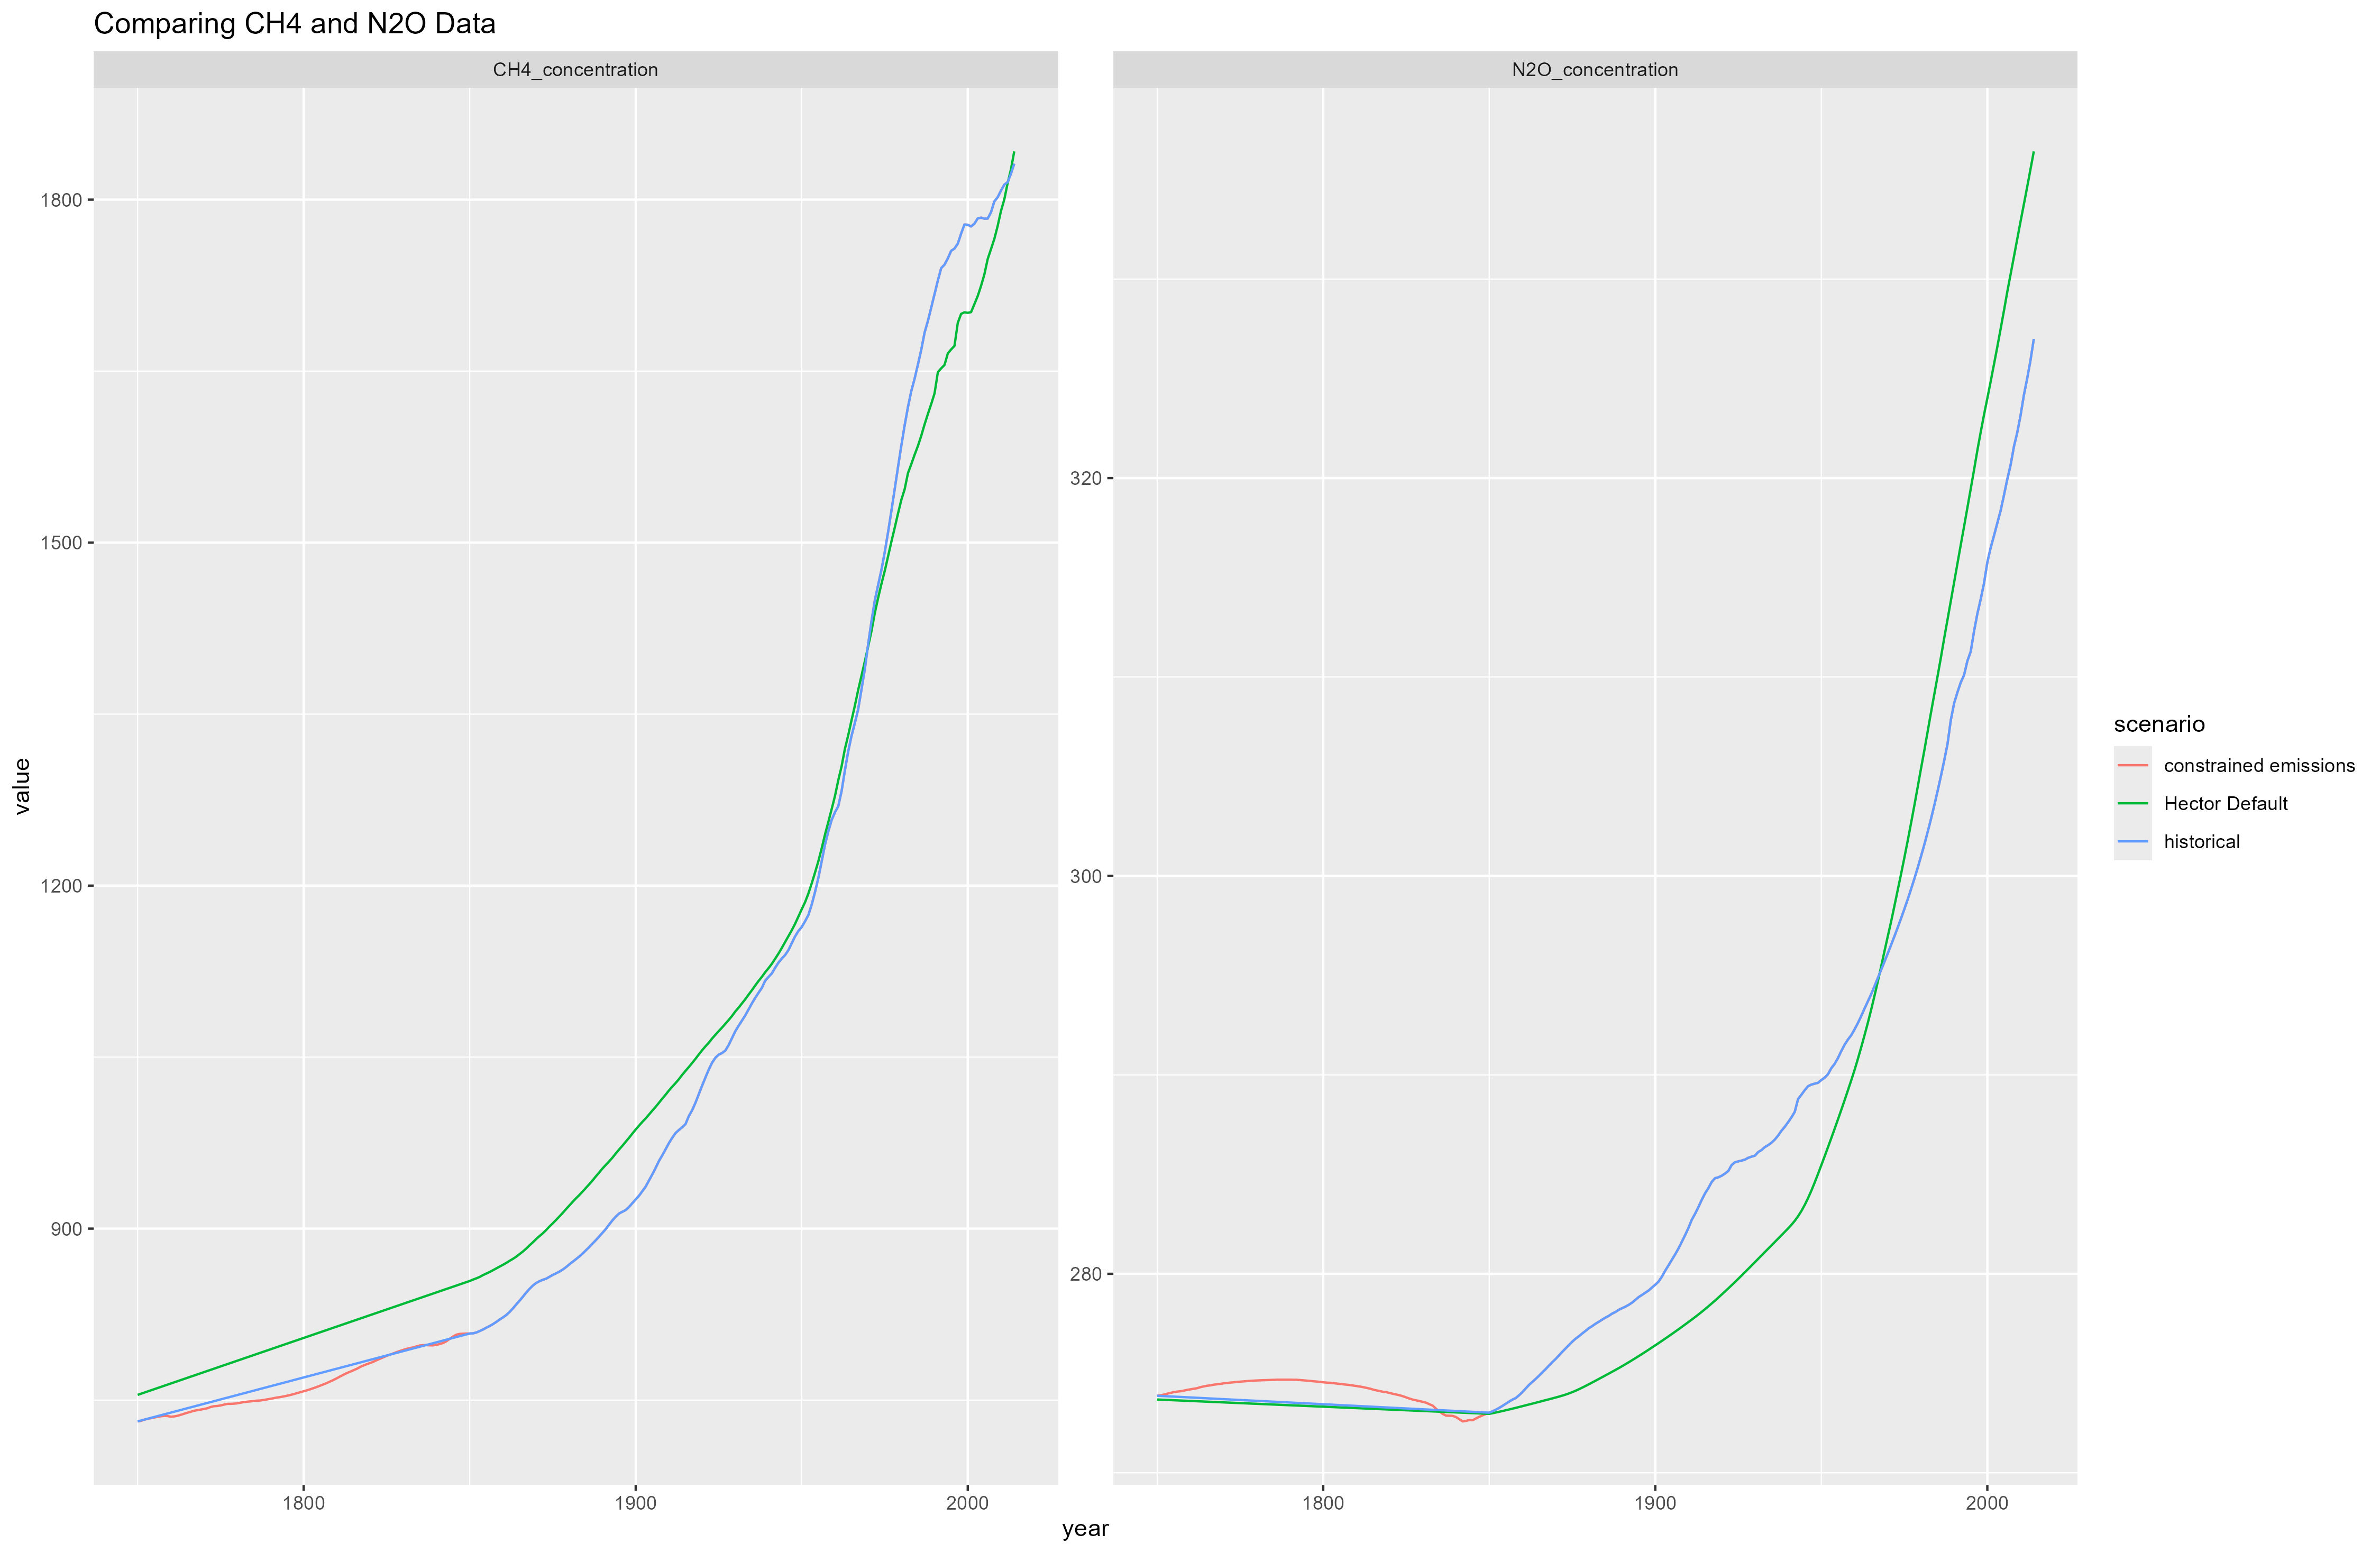 Comparing CH4 and N2O Data
CH4_concentration
N2O_concentration
1800
1500
1200
900
320
300
280
value
1800
1900
2000
1800
1900
2000
year
scenario
constrained emissions
Hector Default
historical